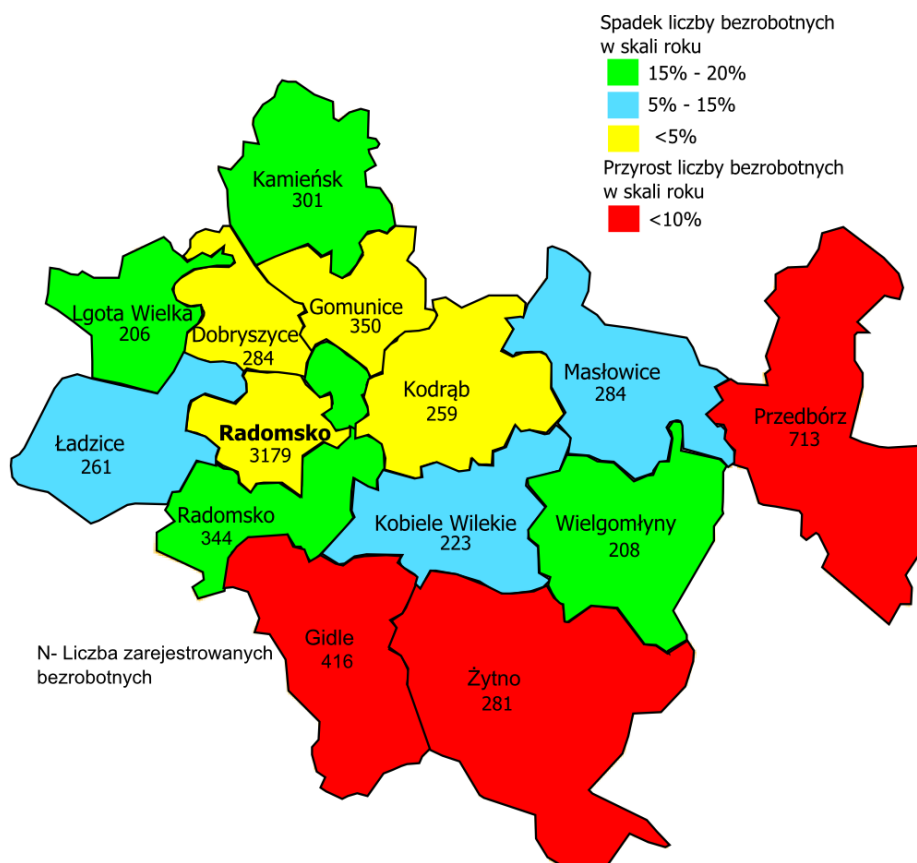 Spadek liczby bezrobotnych
w skali roku
15% - 20%
5% - 15%
<5%
Przyrost liczby bezrobotnych
w skali roku
<10%
Kamieńsk
301
Lgota Wielka
206
Dobryszyce
284
Gomunice
350
Kodrąb
259
Masłowice
284
Przedbórz
713
Ładzice
261
Radomsko
3179
Radomsko
344
Kobiele Wilekie
223
Wielgomłyny
208
Gidle
416
Żytno
281
N- Liczba zarejestrowanych
bezrobotnych